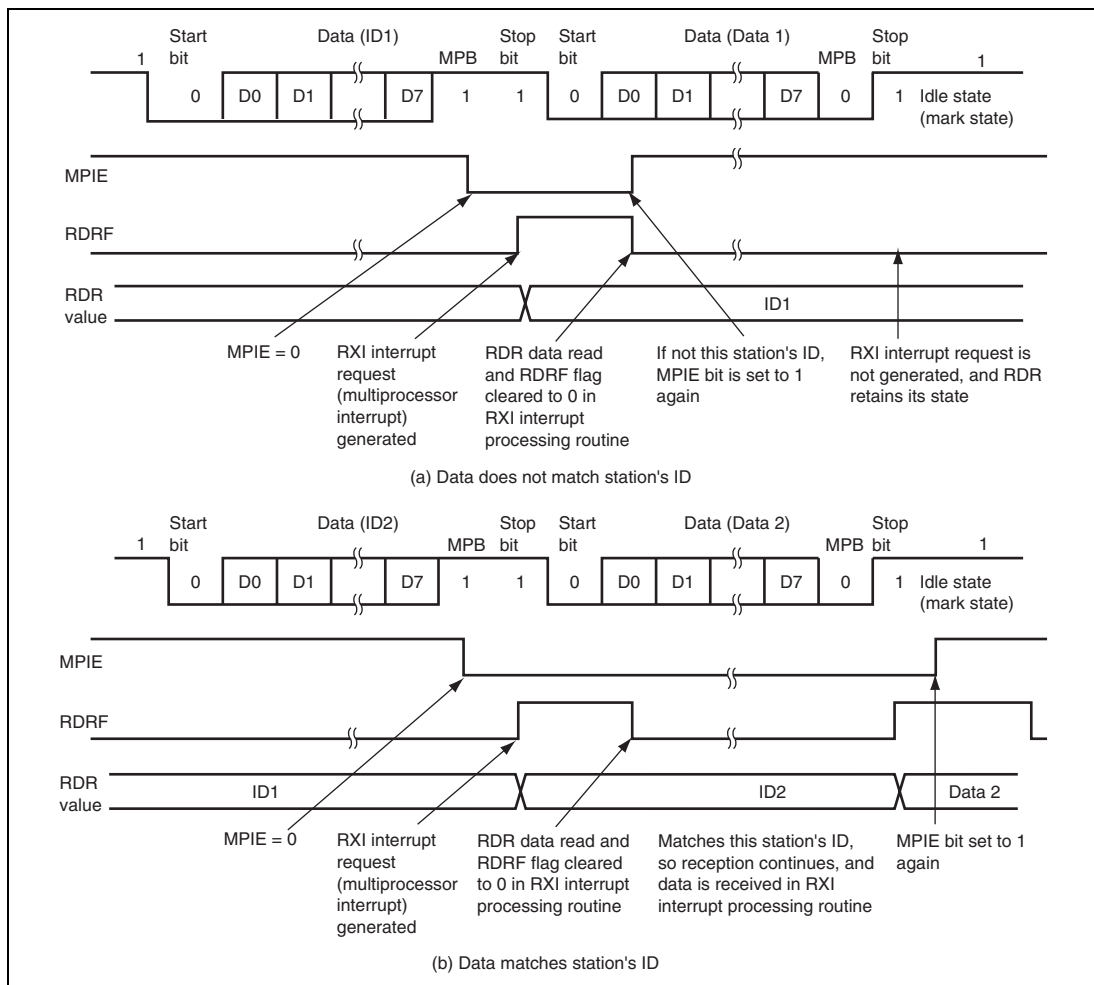 Start bit
Data (ID1)
MPB
Stop bit
Start bit
Data (Data 1)
MPB
Stop bit
1
1
0 D0 D1 D7 1 1 0 D0 D1 D7 0 1 Idle state (mark state)
MPIE
RDRF
RDR value
ID1
MPIE = 0
RXI interrupt
request
(multiprocessor
interrupt)
generated
RDR data read
and RDRF flag
cleared to 0 in
RXI interrupt
processing routine
If not this station's ID,
MPIE bit is set to 1
again
RXI interrupt request is
not generated, and RDR
retains its state
(a) Data does not match station's ID
Start bit
Data (ID2)
MPB
Stop bit
Start bit
Data (Data 2)
MPB
Stop bit
1
1
0 D0 D1 D7 1 1 0 D0 D1 D7 0 1 Idle state (mark state)
MPIE
RDRF
RDR value
ID1
ID2
Data 2
MPIE = 0
RXI interrupt
request
(multiprocessor
interrupt)
generated
RDR data read and
RDRF flag cleared
to 0 in RXI interrupt
processing routine
Matches this station's ID,
so reception continues, and
data is received in RXI
interrupt processing routine
MPIE bit set to 1
again
(b) Data matches station's ID